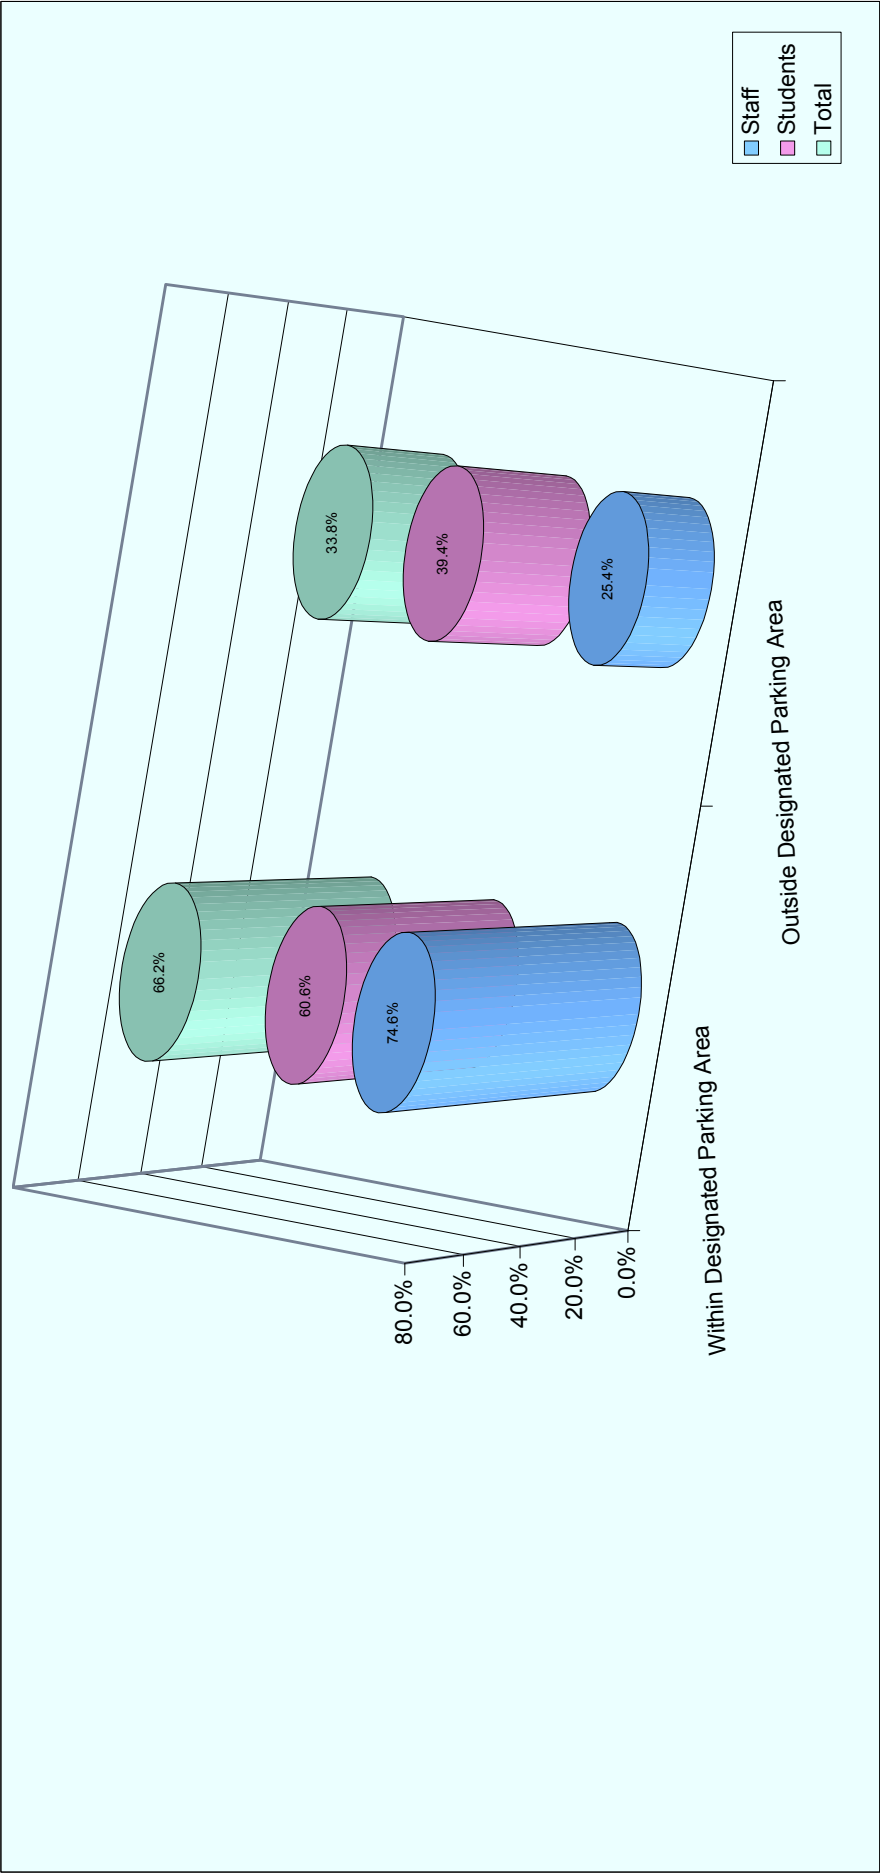 80.0%
60.0%
40.0%
20.0%
0.0%
66.2%
60.6%
74.6%
33.8%
39.4%
25.4%
Within Designated Parking Area
Outside Designated Parking Area
Staff
Students
Total